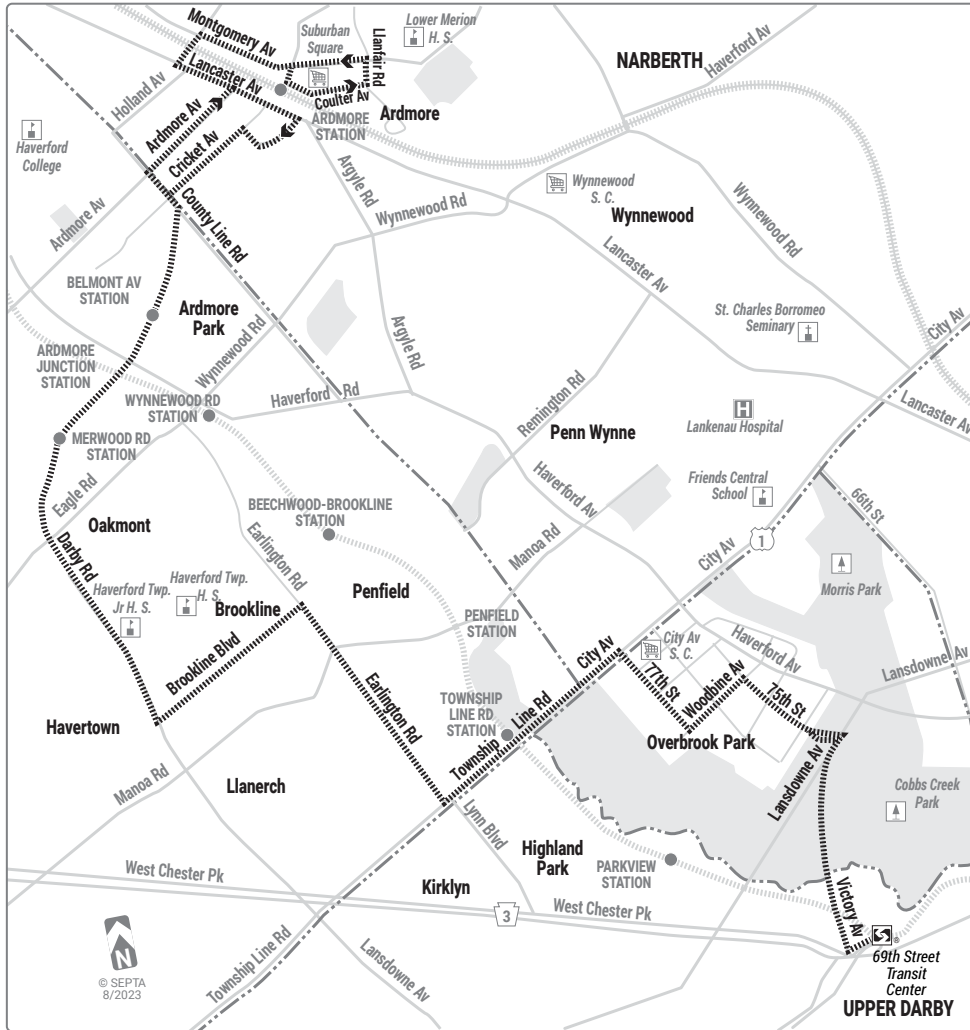 Montgomery Av
Suburban
Square
Llanfair Rd
Lower Merion
H. S.
NARBERTH
Haverford Av
Holland Av
Lancaster Av
Coulter Av
Ardmore
ARDMORE
STATION
Ardmore Av
Cricket Av
Haverford
College
Argyle Rd
Wynnewood
S. C.
Wynnewood
Wynnewood Rd
Wynnewood Rd
Ardmore Av
County Line Rd
Lancaster Av
BELMONT AV
STATION
Ardmore
Park
St. Charles Borromeo
Seminary
City Av
Argyle Rd
Wynnewood Rd
ARDMORE
JUNCTION
STATION
Haverford Rd
WYNNEWOOD RD
STATION
Remington Rd
Lancaster Av
Penn Wynne
H
Lankenau Hospital
MERWOOD RD
STATION
Eagle Rd
Haverford Av
Friends Central
School
66th St
BEECHWOOD-BROOKLINE
STATION
Oakmont
Manoa Rd
City Av
1
Darby Rd
Earlington Rd
Morris Park
Haverford Twp.
Jr H. S.
Haverford Twp.
H. S.
Brookline
Penfield
PENFIELD
STATION
City Av
S. C.
Haverford Av
Lansdowne Av
City Av
77th St
Woodbine Av
75th St
Brookline Blvd
Earlington Rd
TOWNSHIP
LINE RD
STATION
Township Line Rd
Overbrook Park
Havertown
Lansdowne Av
Manoa Rd
Llanerch
Cobbs Creek
Park
Lynn Blvd
Highland
Park
PARKVIEW
STATION
West Chester Pk
Kirklyn
3
West Chester Pk
Victory Av
N
®
69th Street
Transit
Center
UPPER DARBY
© SEPTA
8/2023
Township Line Rd
Lansdowne Av